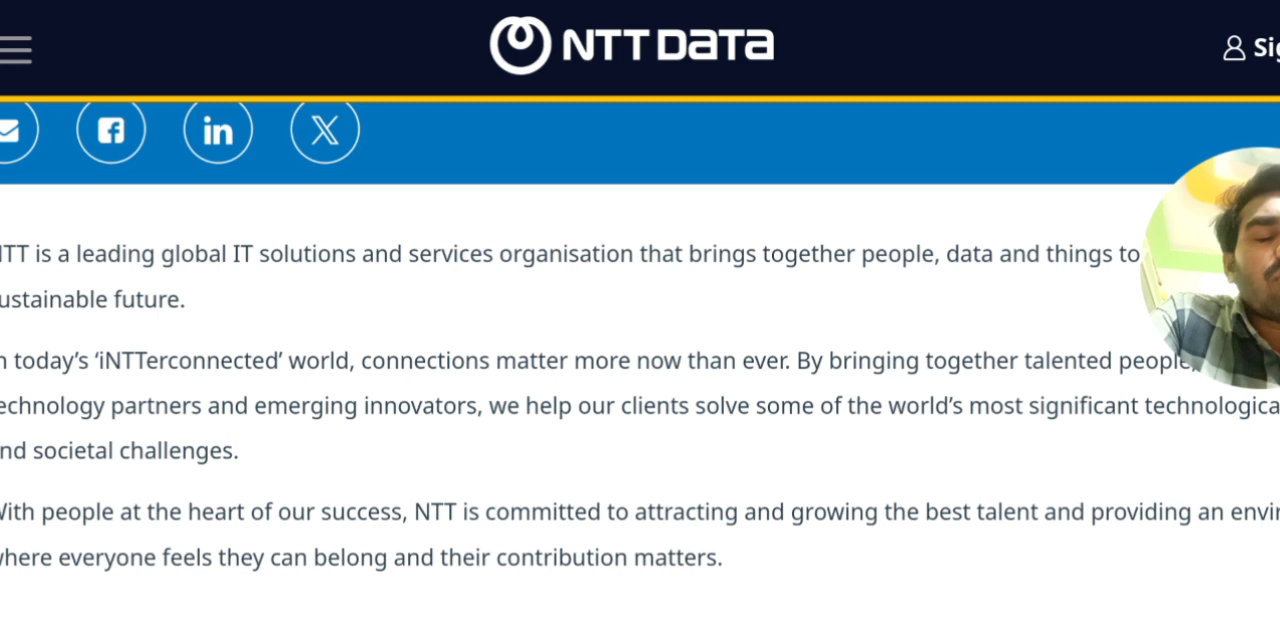 NTT DATA
Sig
in
NTT is a leading global IT solutions and services organisation that brings together people, data and things to
ustainable future.
n today's ‘iNTTerconnected’ world, connections matter more now than ever. By bringing together talented people,
echnology partners and emerging innovators, we help our clients solve some of the world's most significant technologica
nd societal challenges.
With people at the heart of our success, NTT is committed to attracting and growing the best talent and providing an envir
where everyone feels they can belong and their contribution matters.